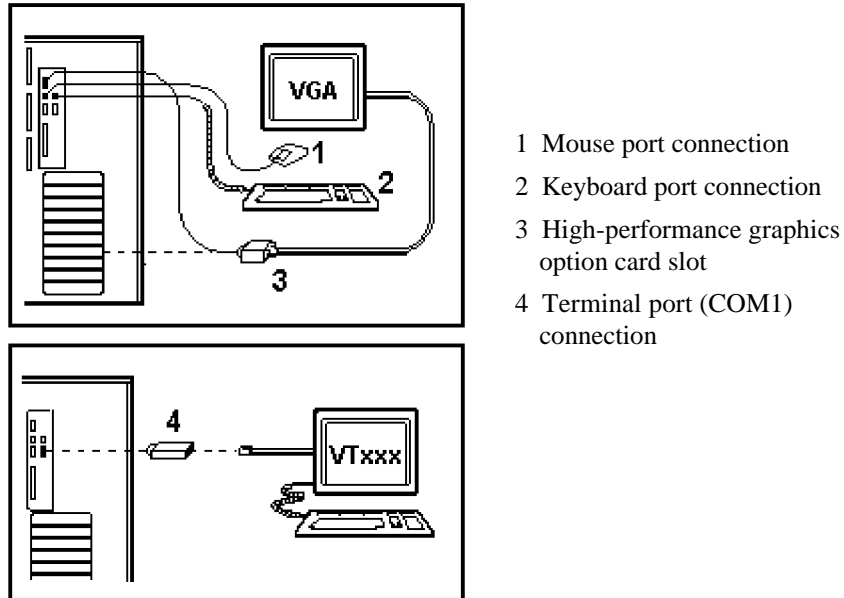 VGA
1
2
3
1 Mouse port connection
2 Keyboard port connection
3 High-performance graphics
option card slot
4 Terminal port (COM1)
connection
4
VTxxx